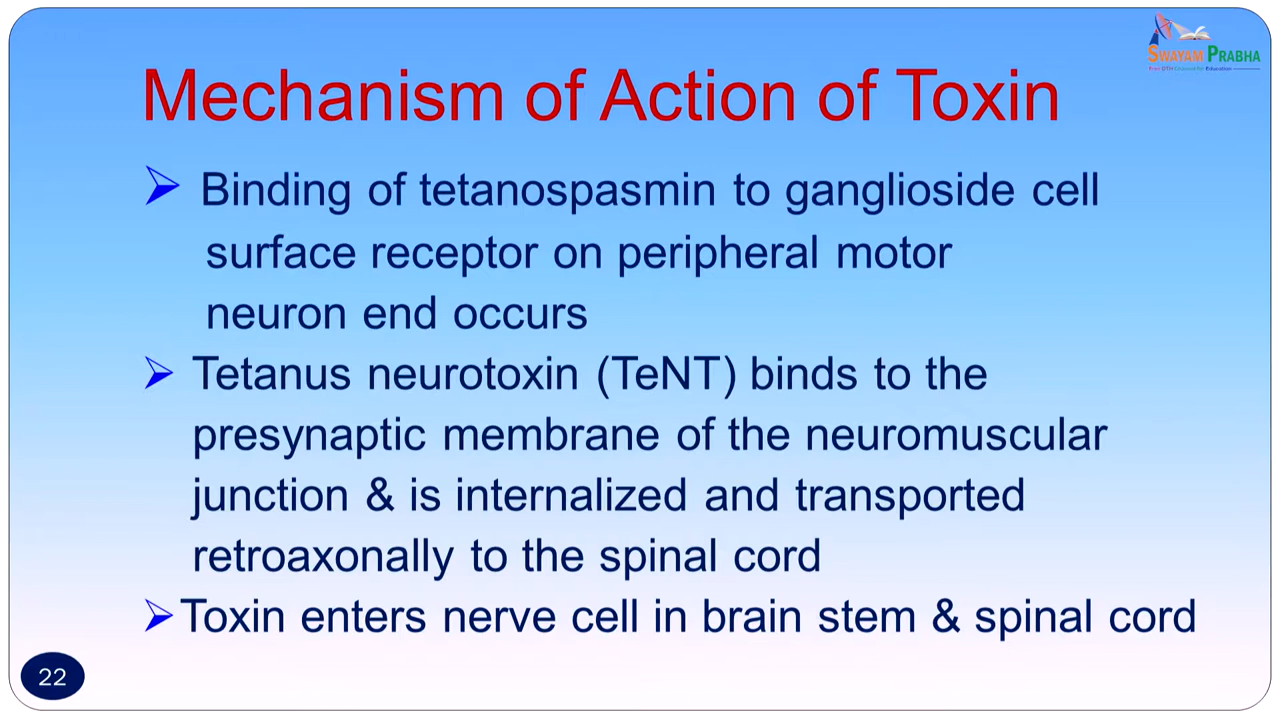 SWAYAM PRABHA
Mechanism of Action of Toxin
➢ Binding of tetanospasmin to ganglioside cell
surface receptor on peripheral motor
neuron end occurs
➢ Tetanus neurotoxin (TeNT) binds to the
presynaptic membrane of the neuromuscular
junction & is internalized and transported
retroaxonally to the spinal cord
➢ Toxin enters nerve cell in brain stem & spinal cord
22